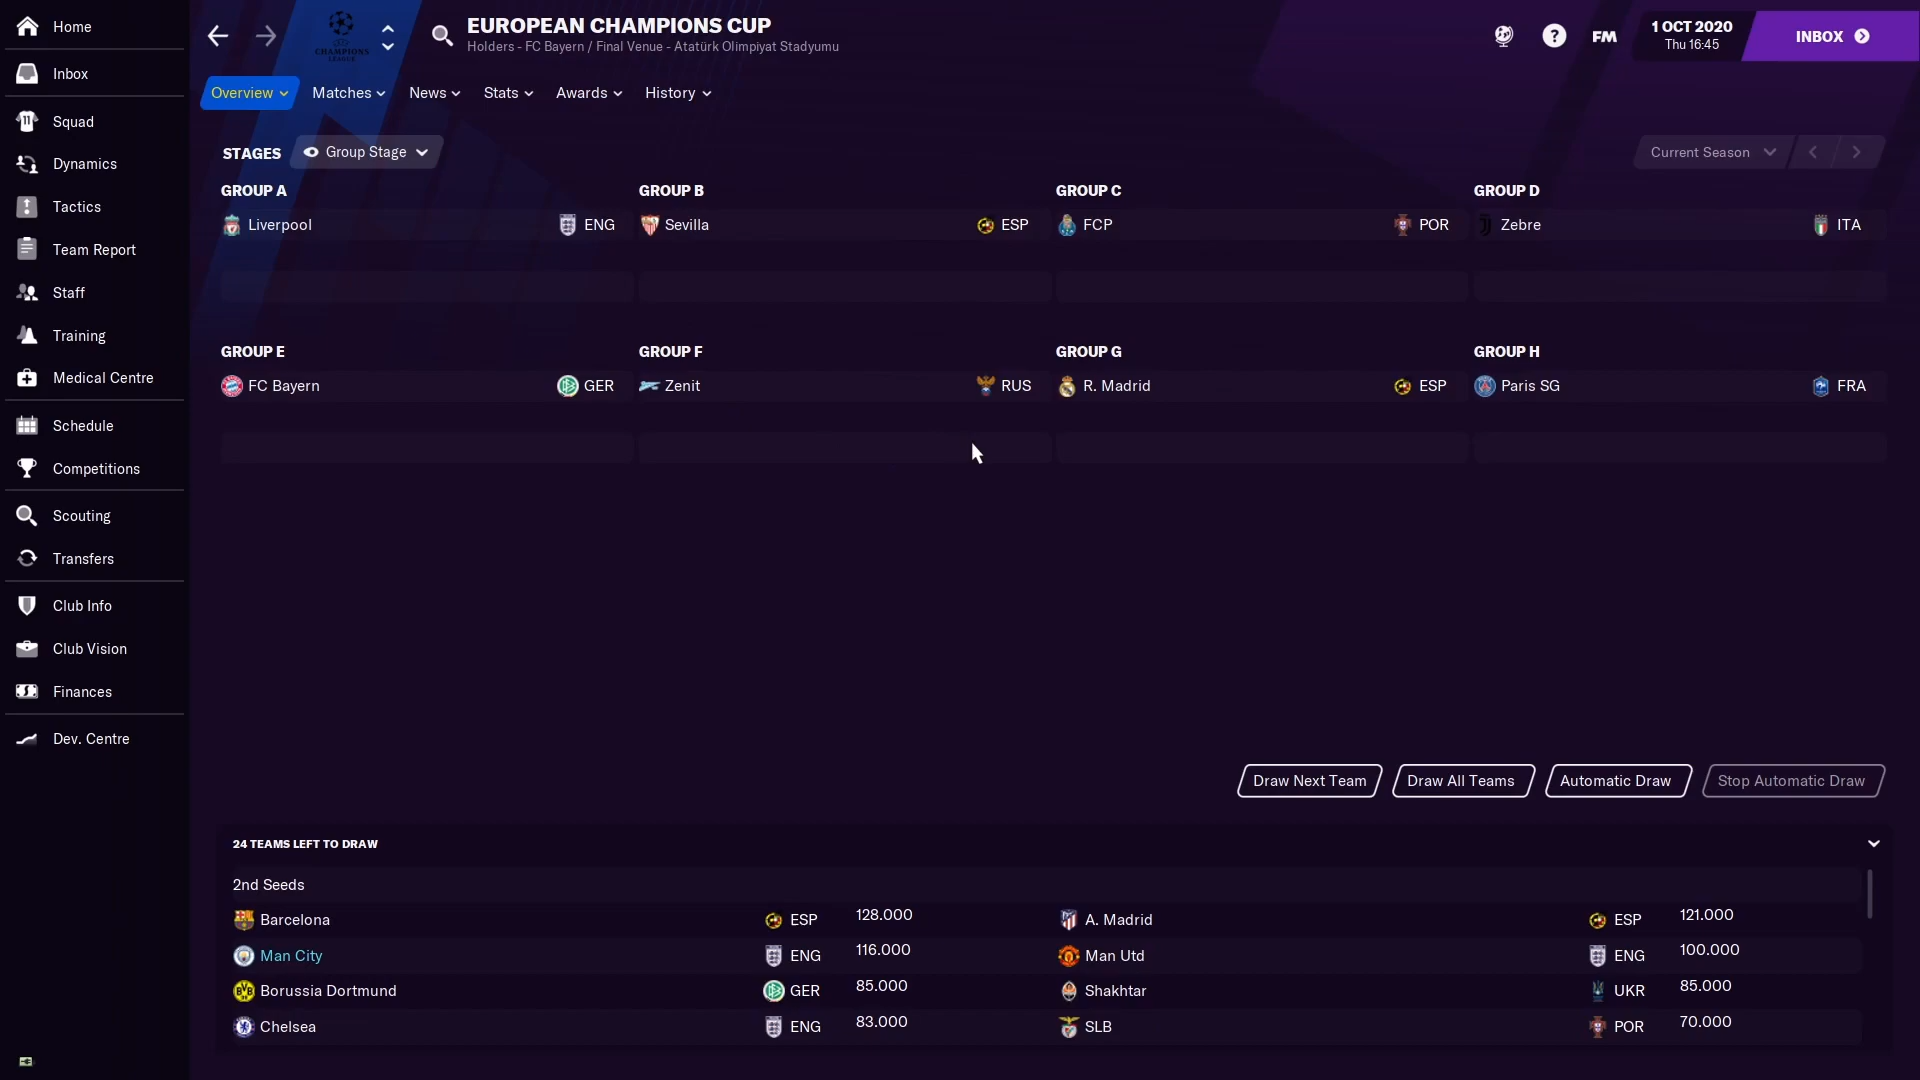 Home
Inbox
Squad
Dynamics
Tactics
Team Report
Staff
Training
Medical Centre
Schedule
Competitions
Scouting
Transfers
Club Info
Club Vision
Finances
Dev. Centre
CHAMPIONS
LEAGUE
EUROPEAN CHAMPIONS CUP
Holders - FC Bayern / Final Venue - Atatürk Olimpiyat Stadyumu
FM
1 OCT 2020
Thu 16:45
INBOX
Overview Matches News Stats Awards History
STAGES Group Stage Current Season
GROUP A GROUP B GROUP C GROUP D
Liverpool ENG Sevilla ESP FCP POR Zebre ITA
GROUP E GROUP F GROUP G GROUP H
FC Bayern GER Zenit RUS R. Madrid ESP Paris SG FRA
Draw Next Team Draw All Teams Automatic Draw Stop Automatic Draw
24 TEAMS LEFT TO DRAW
2nd Seeds
Barcelona ESP 128.000 A. Madrid ESP 121.000
Man City ENG 116.000 Man Utd ENG 100.000
Borussia Dortmund GER 85.000 Shakhtar UKR 85.000
Chelsea ENG 83.000 SLB POR 70.000